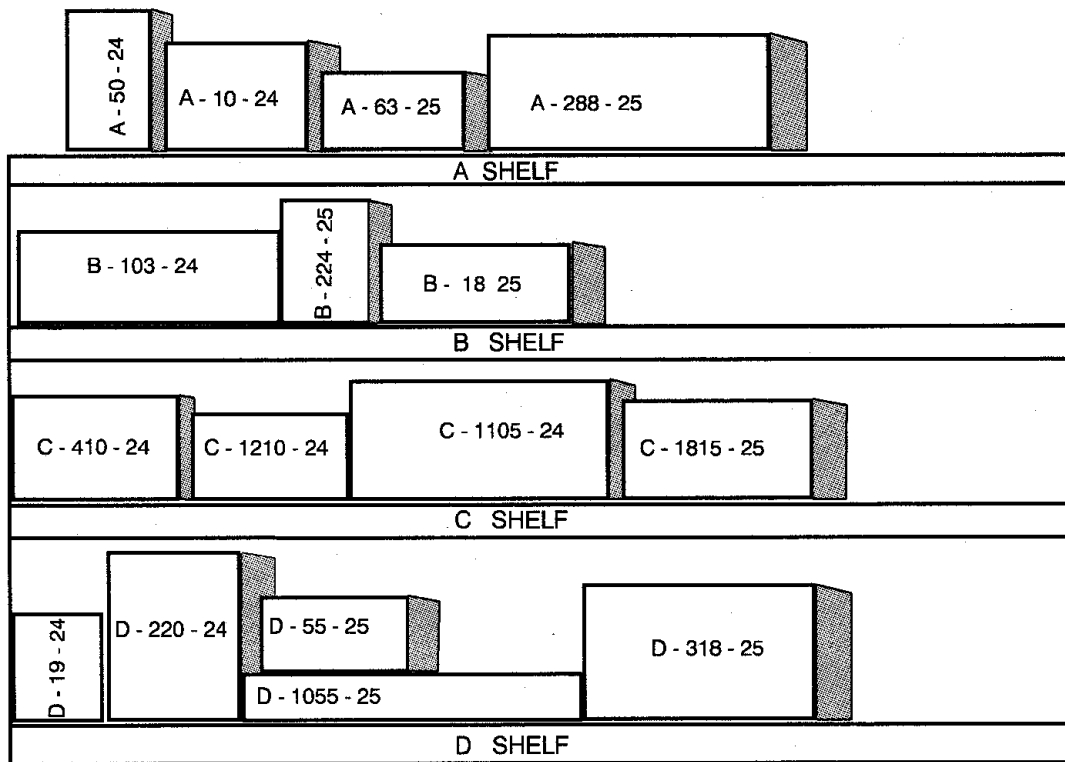 A - 50 - 24
A - 10 - 24
A - 63 - 25
A - 288 - 25
A SHELF
B - 103 - 24
B - 224 - 25
B - 18 25
B SHELF
C - 410 - 24
C - 1210 - 24
C - 1105 - 24
C - 1815 - 25
C SHELF
D - 19 - 24
D - 220 - 24
D - 55 - 25
D - 1055 - 25
D - 318 - 25
D SHELF